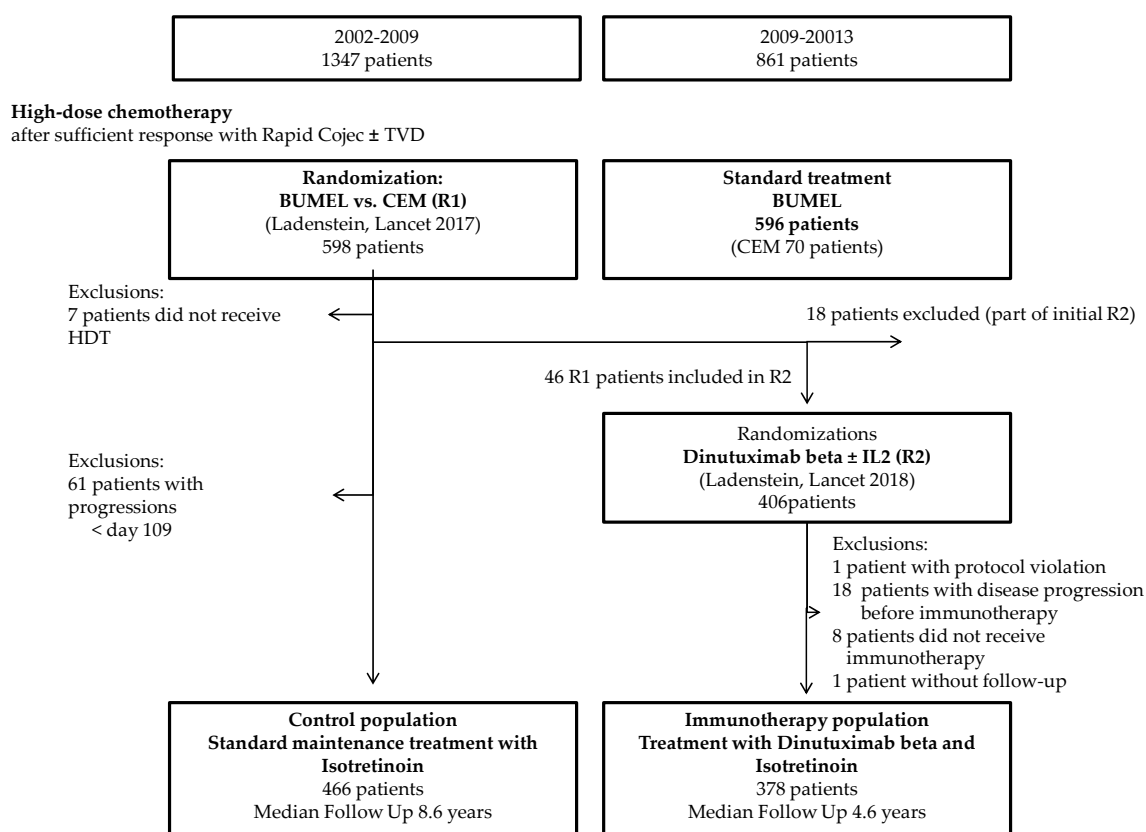 2002-2009
1347 patients
2009-20013
861 patients
High-dose chemotherapy
after sufficient response with Rapid Cojec ± TVD
Randomization:
BUMEL vs. CEM (R1)
(Ladenstein, Lancet 2017)
598 patients
Standard treatment
BUMEL
596 patients
(CEM 70 patients)
Exclusions:
7 patients did not receive
HDT
18 patients excluded (part of initial R2)
46 R1 patients included in R2
Randomizations
Dinutuximab beta ± IL2 (R2)
(Ladenstein, Lancet 2018)
406patients
Exclusions:
61 patients with
progressions
< day 109
Exclusions:
1 patient with protocol violation
18 patients with disease progression
before immunotherapy
8 patients did not receive
immunotherapy
1 patient without follow-up
Control population
Standard maintenance treatment with
Isotretinoin
466 patients
Median Follow Up 8.6 years
Immunotherapy population
Treatment with Dinutuximab beta and
Isotretinoin
378 patients
Median Follow Up 4.6 years